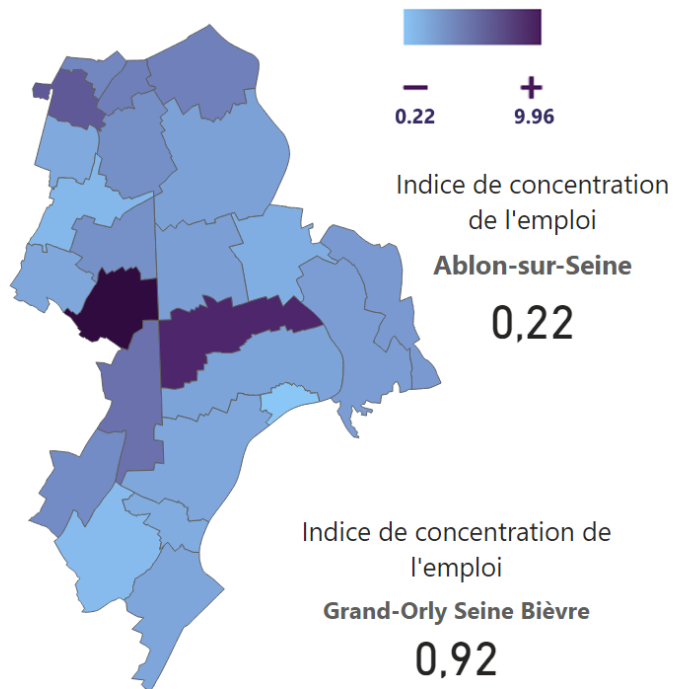 − +
0.22 9.96
Indice de concentration
de l'emploi
Ablon-sur-Seine
0,22
Indice de concentration de
l'emploi
Grand-Orly Seine Bièvre
0,92